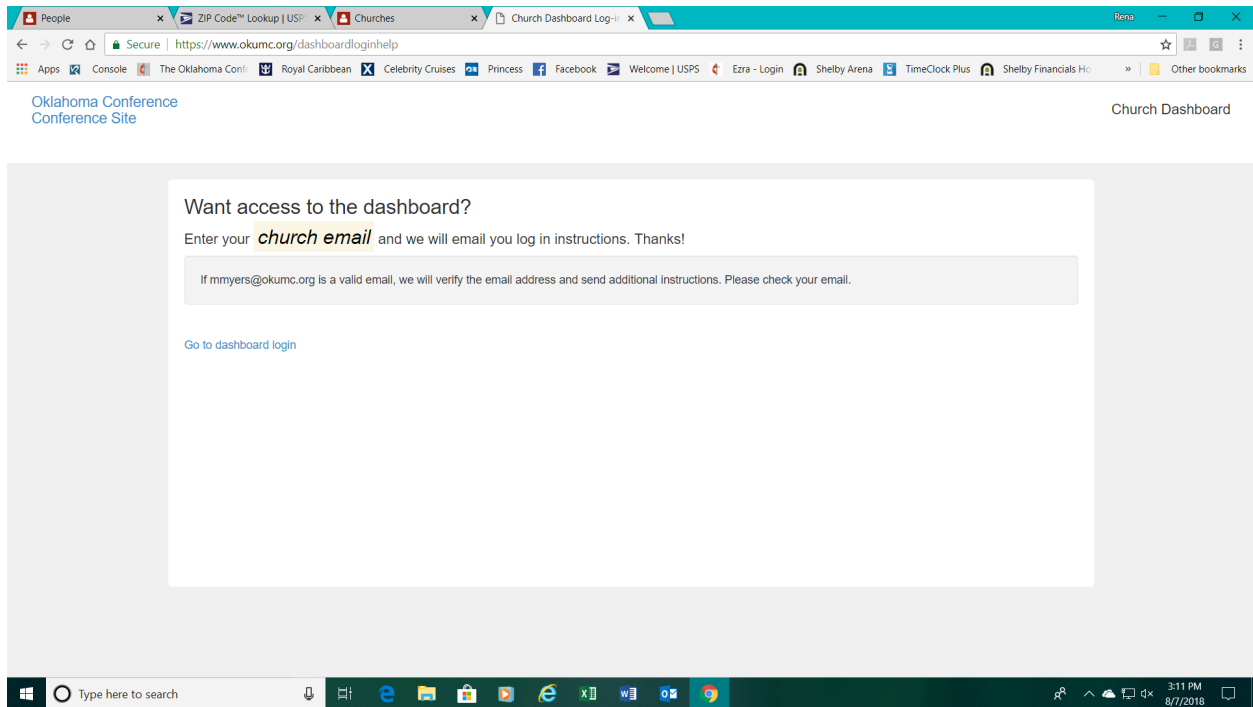 People
ZIP Code™ Lookup | USP
Churches
Church Dashboard Log-in
Rena
Secure | https://www.okumc.org/dashboardloginhelp
Apps Console The Oklahoma Conf Royal Caribbean Celebrity Cruises Princess Facebook Welcome | USPS Ezra - Login Shelby Arena TimeClock Plus Shelby Financials Ho » Other bookmarks
Oklahoma Conference
Conference Site
Church Dashboard
Want access to the dashboard?
Enter your church email and we will email you log in instructions. Thanks!
If mmyers@okumc.org is a valid email, we will verify the email address and send additional instructions. Please check your email.
Go to dashboard login
Type here to search
3:11 PM
8/7/2018